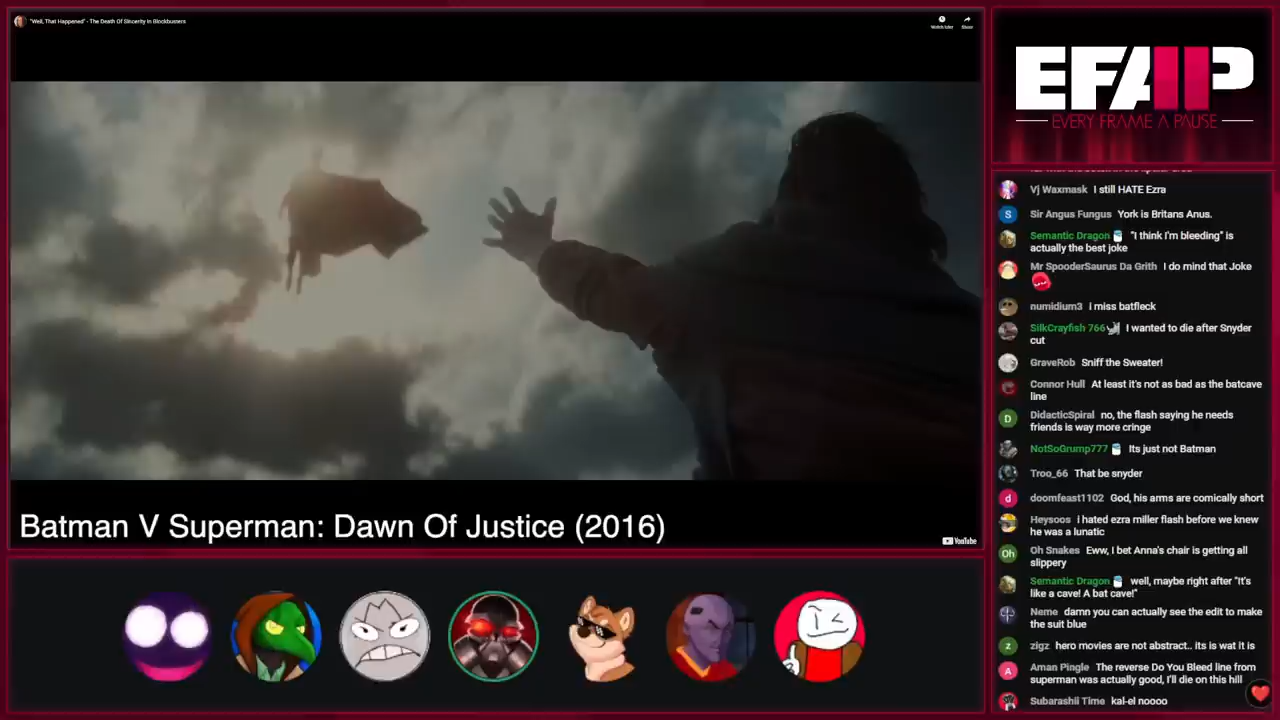 "Well, That Happened" - The Death Of Sincerity In Blockbusters
Watch later
Share
Batman V Superman: Dawn Of Justice (2016)
YouTube
EFAP
EVERY FRAME A PAUSE
Vj Waxmask I still HATE Ezra
Sir Angus Fungus York is Britans Anus.
Semantic Dragon "I think I'm bleeding" is
actually the best joke
Mr SpooderSaurus Da Grith I do mind that Joke
numidium3 i miss batfleck
SilkCrayfish 766 I wanted to die after Snyder
cut
GraveRob Sniff the Sweater!
Connor Hull At least it's not as bad as the batcave
line
DidacticSpiral no, the flash saying he needs
friends is way more cringe
NotSoGrump777 Its just not Batman
Troo_66 That be snyder
doomfeast1102 God, his arms are comically short
Heysoos i hated ezra miller flash before we knew
he was a lunatic
Oh Snakes Eww, I bet Anna's chair is getting all
slippery
Semantic Dragon well, maybe right after "It's
like a cave! A bat cave!"
Neme damn you can actually see the edit to make
the suit blue
zigz hero movies are not abstract.. its is wat It is
Aman Pingle The reverse Do You Bleed line from
superman was actually good, I'll die on this hill
Subarashii Time kal-el noooo